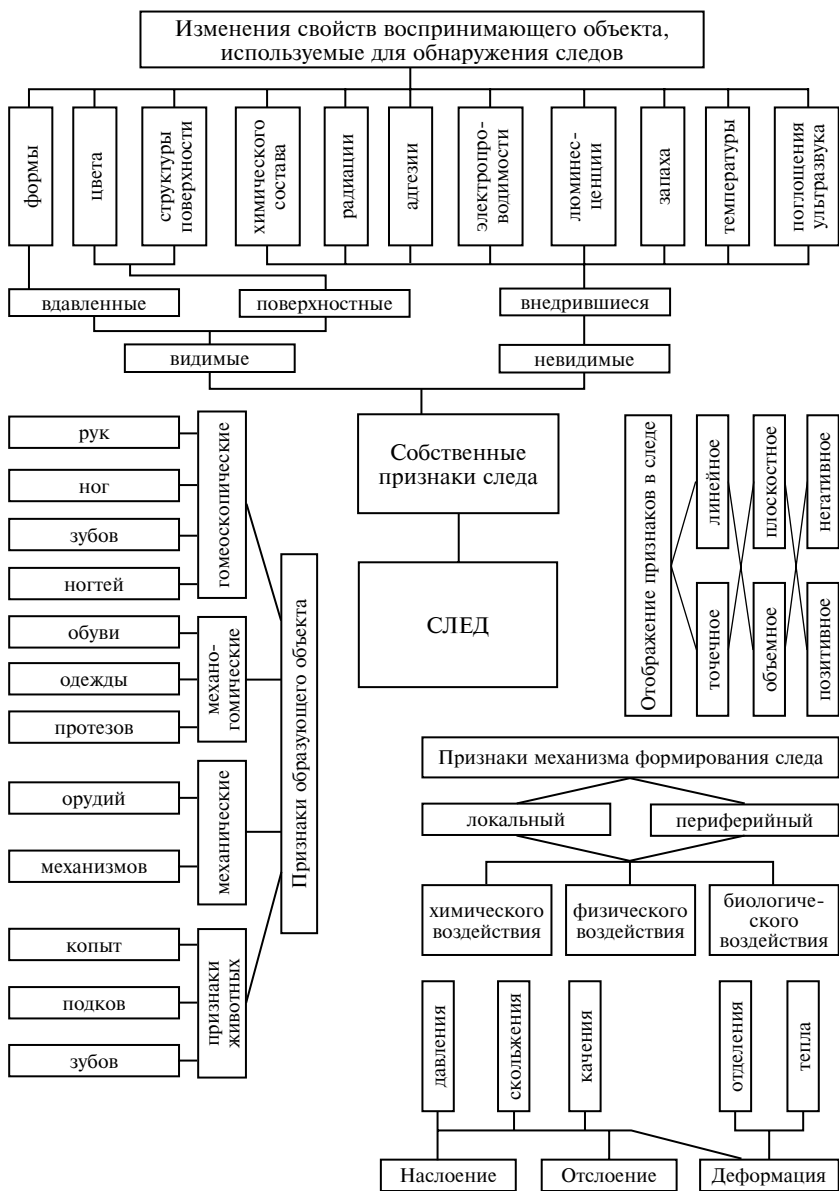 Изменения свойств воспринимающего объекта,
используемые для обнаружения следов
формы
цвета
структуры
поверхности
химического
состава
радиации
адгезии
электропро-
водимости
люминес-
ценции
запаха
температуры
поглощения
ультразвука
вдавленные
поверхностные
внедрившиеся
видимые
невидимые
рук
ног
зубов
ногтей
обуви
одежды
протезов
орудий
механизмов
копыт
подков
зубов
гомеоскопические
механо-
гомические
механические
признаки
животных
Признаки образующего объекта
Собственные
признаки следа
СЛЕД
Отображение признаков в следе
линейное
плоскостное
негативное
точечное
объемное
позитивное
Признаки механизма формирования следа
локальный
периферийный
химического
воздействия
физического
воздействия
биологиче-
ского
воздействия
давления
скольжения
качения
отделения
тепла
Наслоение
Отслоение
Деформация